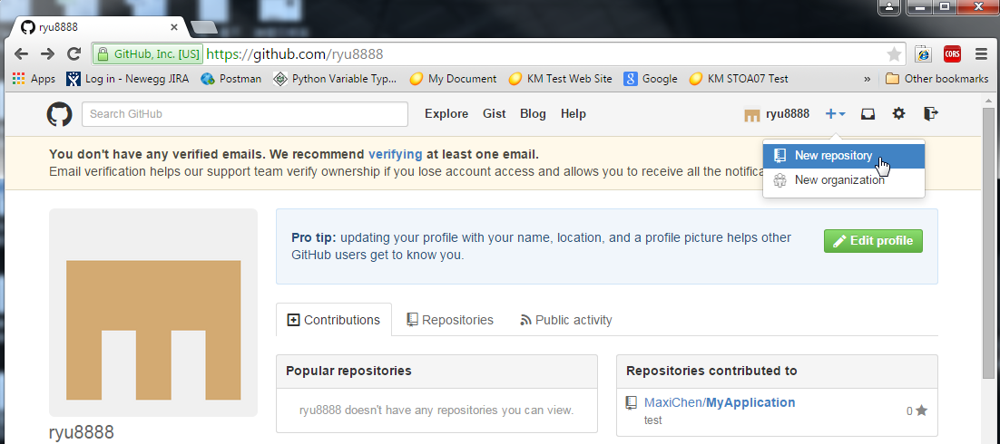 ryu8888
GitHub, Inc. [US] https://github.com/ryu8888
CORS
Apps Log in - Newegg JIRA Postman Python Variable Typ... My Document KM Test Web Site Google KM STOA07 Test » Other bookmarks
Search GitHub Explore Gist Blog Help ryu8888
You don't have any verified emails. We recommend verifying at least one email.
Email verification helps our support team verify ownership if you lose account access and allows you to receive all the
New repository
New organization
Pro tip: updating your profile with your name, location, and a profile picture helps other
GitHub users get to know you.
Edit profile
Contributions Repositories Public activity
Popular repositories
ryu8888 doesn't have any repositories you can view.
Repositories contributed to
MaxiChen/MyApplication
test
0
ryu8888